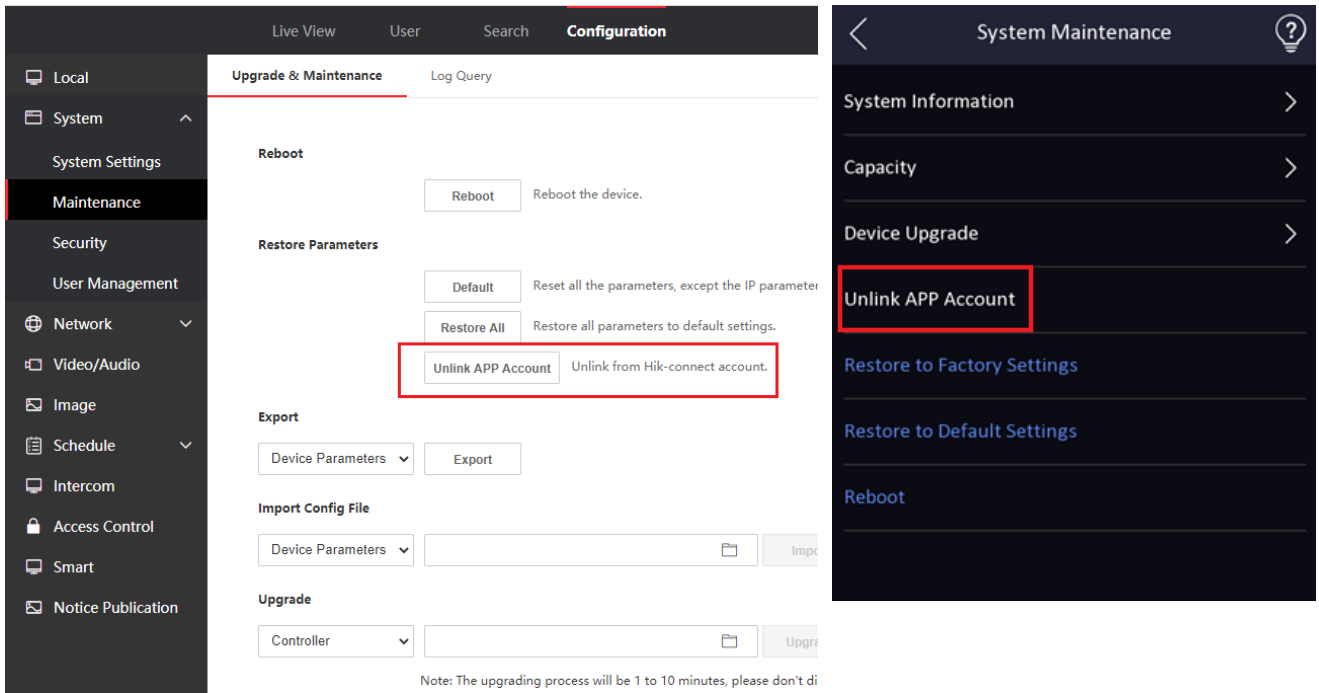 Live View User Search Configuration
Local
System
System Settings
Maintenance
Security
User Management
Network
Video/Audio
Image
Schedule
Intercom
Access Control
Smart
Notice Publication
Upgrade & Maintenance Log Query
Reboot
Reboot Reboot the device.
Restore Parameters
Default Reset all the parameters, except the IP parameter
Restore All Restore all parameters to default settings.
Unlink APP Account Unlink from Hik-connect account.
Export
Device Parameters Export
Import Config File
Device Parameters Impo
Upgrade
Controller Upgra
Note: The upgrading process will be 1 to 10 minutes, please don't di
System Maintenance ?
System Information
Capacity
Device Upgrade
Unlink APP Account
Restore to Factory Settings
Restore to Default Settings
Reboot